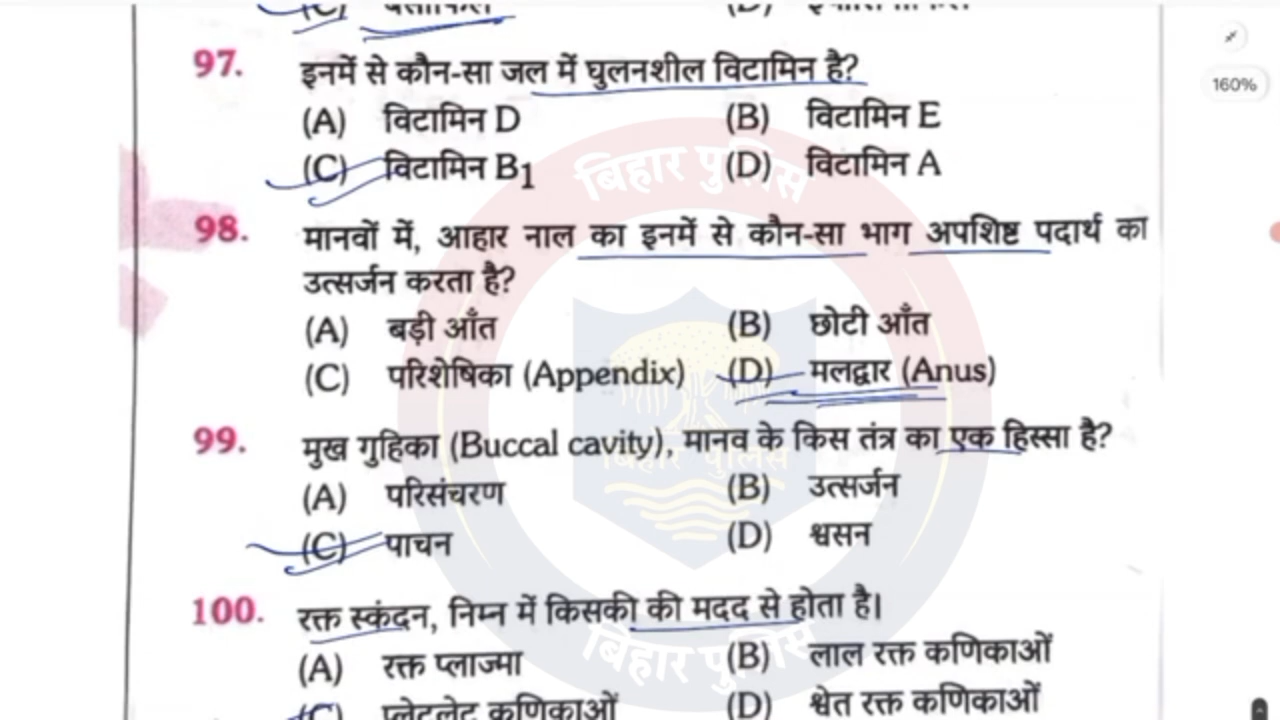 97. इनमें से कौन-सा जल में घुलनशील विटामिन है?
160%
(A) विटामिन D (B) विटामिन E
(C) विटामिन B1 (D) विटामिन A
बिहार पुलिस
98. मानवों में, आहार नाल का इनमें से कौन-सा भाग अपशिष्ट पदार्थ का
उत्सर्जन करता है?
(A) बड़ी आँत (B) छोटी आँत
(C) परिशेषिका (Appendix) (D) मलद्वार (Anus)
99. मुख गुहिका (Buccal cavity), मानव के किस तंत्र का एक हिस्सा है?
बिहार पुलिस
(A) परिसंचरण (B) उत्सर्जन
(C) पाचन (D) श्वसन
100. रक्त स्कंदन, निम्न में किसकी की मदद से होता है।
बिहार पुलिस
(A) रक्त प्लाज्मा (B) लाल रक्त कणिकाओं
(C) प्लेटलेट कणिकाओं (D) श्वेत रक्त कणिकाओं